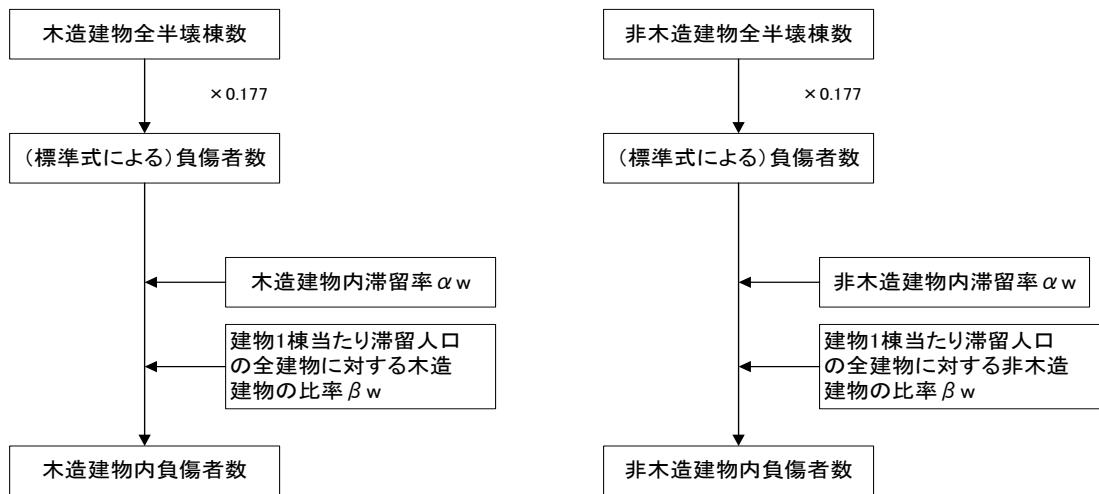 木造建物全半壊棟数
×0.177
（標準式による）負傷者数
木造建物内滞留率αw
建物1棟当たり滞留人口
の全建物に対する木造
建物の比率βw
木造建物内負傷者数
非木造建物全半壊棟数
×0.177
（標準式による）負傷者数
非木造建物内滞留率αw
建物1棟当たり滞留人口
の全建物に対する非木造
建物の比率βw
非木造建物内負傷者数